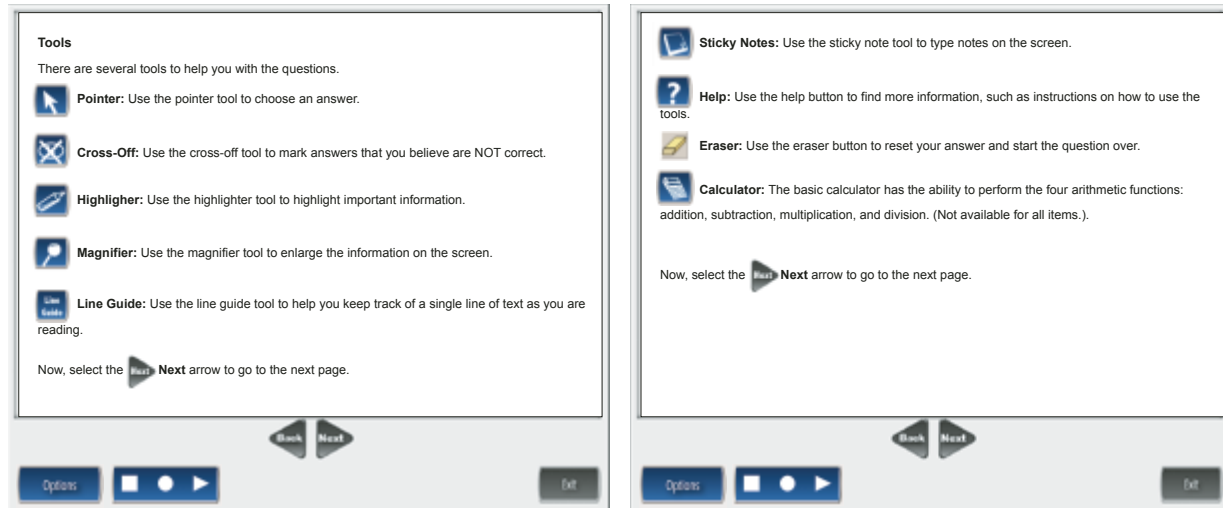 Tools
There are several tools to help you with the questions.
Pointer: Use the pointer tool to choose an answer.
Cross-Off: Use the cross-off tool to mark answers that you believe are NOT correct.
Highligher: Use the highlighter tool to highlight important information.
Magnifier: Use the magnifier tool to enlarge the information on the screen.
Line
Guide
Line Guide: Use the line guide tool to help you keep track of a single line of text as you are
reading.
Now, select the Next Next arrow to go to the next page.
Back Next
Options
Exit
Sticky Notes: Use the sticky note tool to type notes on the screen.
? Help: Use the help button to find more information, such as instructions on how to use the
tools.
Eraser: Use the eraser button to reset your answer and start the question over.
Calculator: The basic calculator has the ability to perform the four arithmetic functions:
addition, subtraction, multiplication, and division. (Not available for all items.).
Now, select the Next Next arrow to go to the next page.
Back Next
Options
Exit